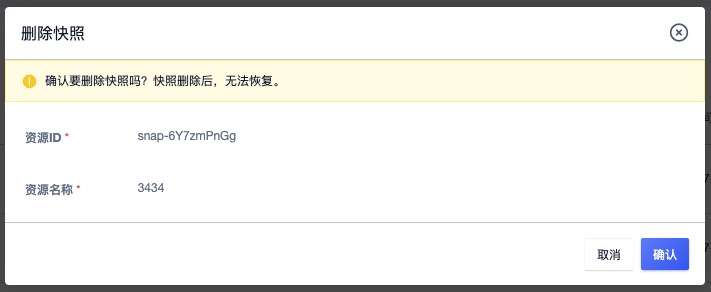 删除快照
确认要删除快照吗？快照删除后，无法恢复。
资源ID *
snap-6Y7zmPnGg
资源名称 *
3434
取消
确认